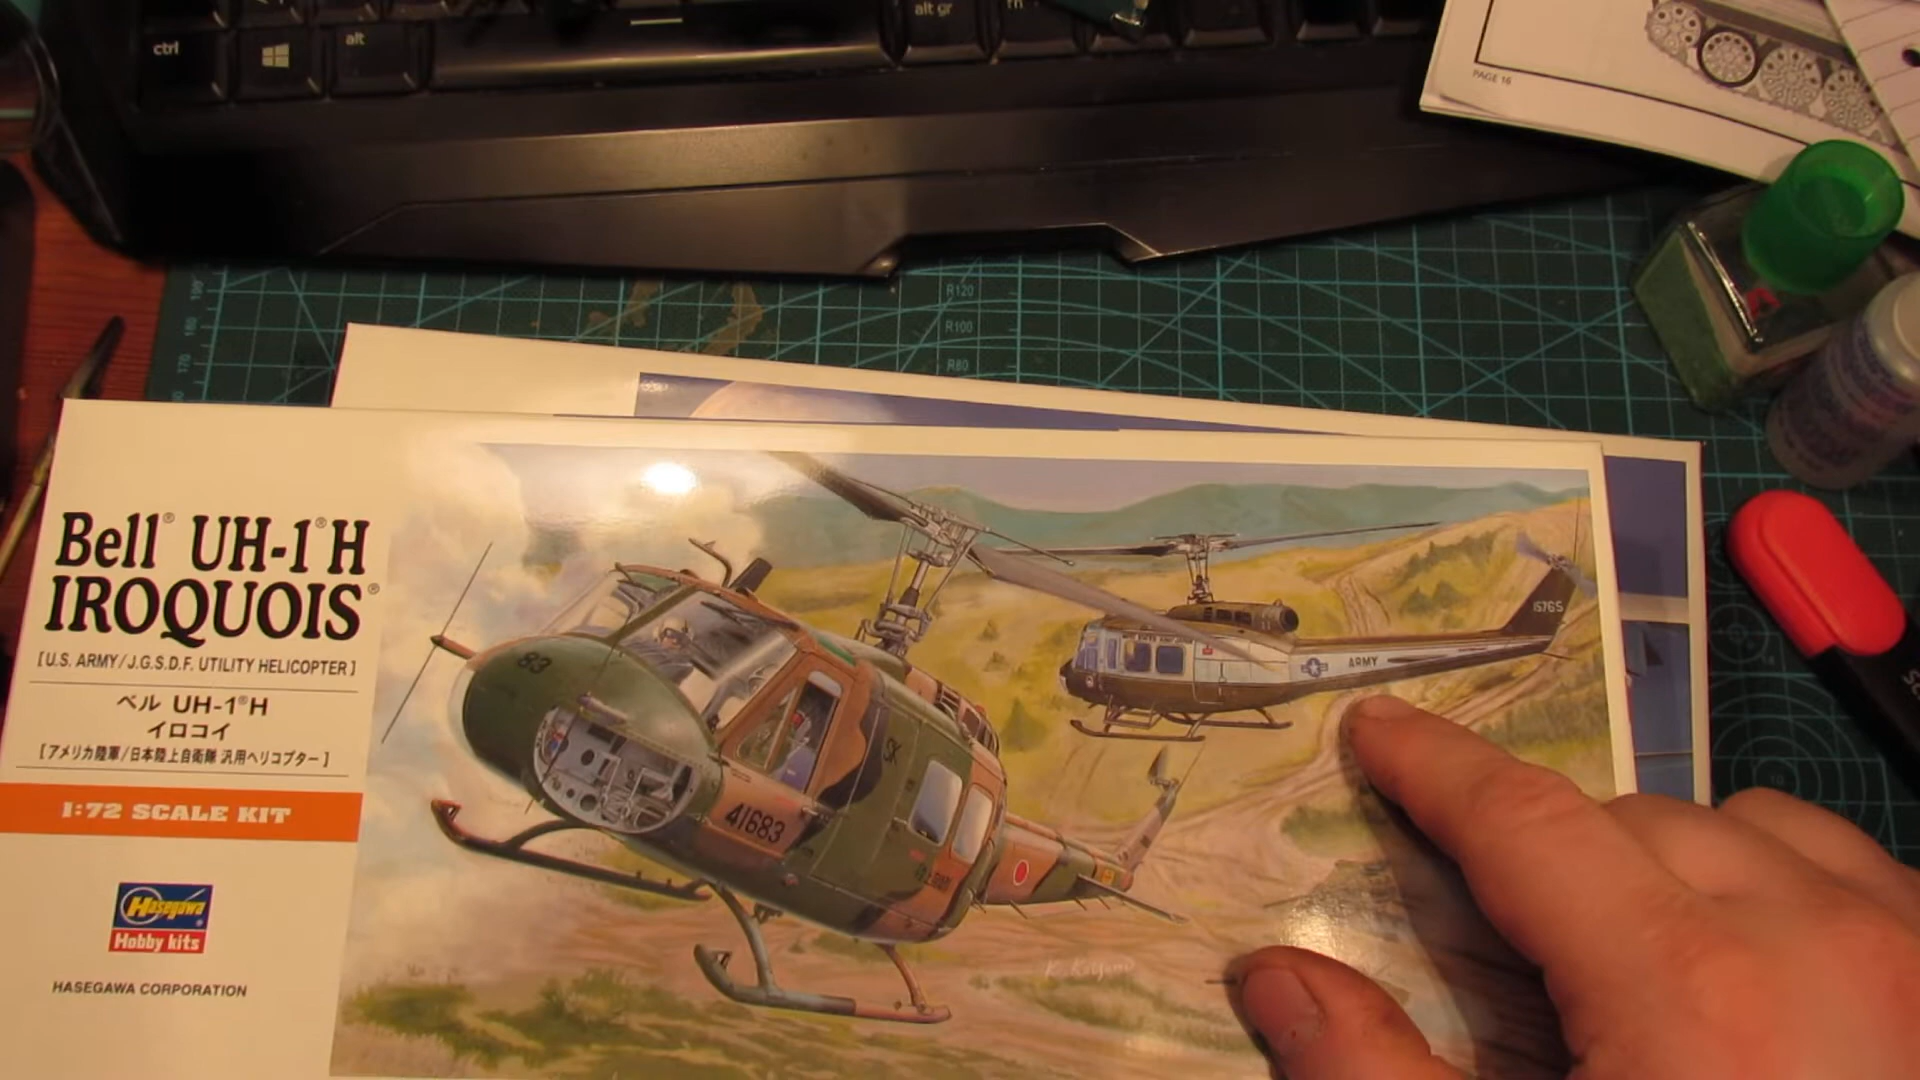 ctrl
alt
alt gr
PAGE 16
R120
R100
R80
190
180
170
Bell® UH-1®H
IROQUOIS®
[U.S. ARMY/J.G.S.D.F. UTILITY HELICOPTER]
ベル UH-1®H
イロコイ
[アメリカ陸軍/日本陸上自衛隊 汎用ヘリコプター]
1:72 SCALE KIT
Hasegawa
Hobby kits
HASEGAWA CORPORATION
83
SK
41683
ARMY
15765